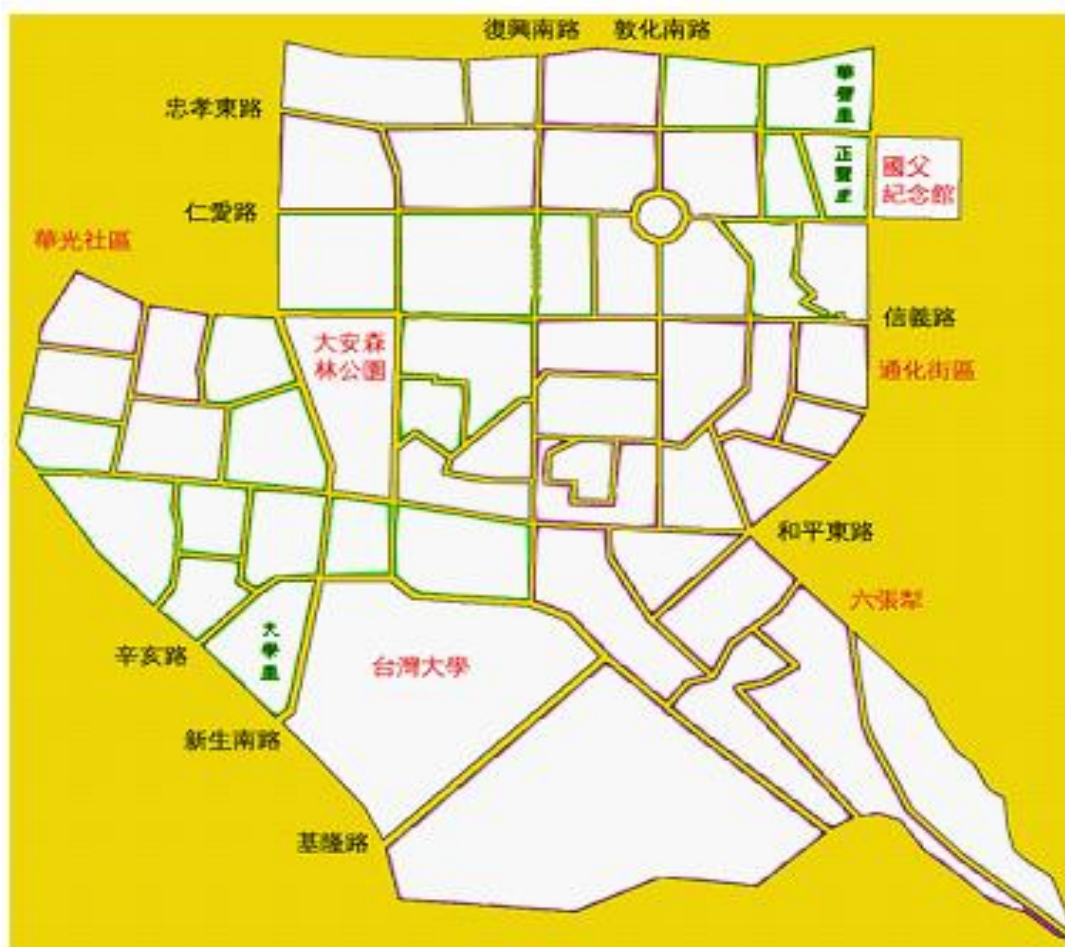 復興南路 敦化南路
忠孝東路
華聲里
正聲里
國父
紀念館
仁愛路
華光社區
信義路
大安森
林公園
通化街區
和平東路
六張犁
大學里
辛亥路
台灣大學
新生南路
基隆路